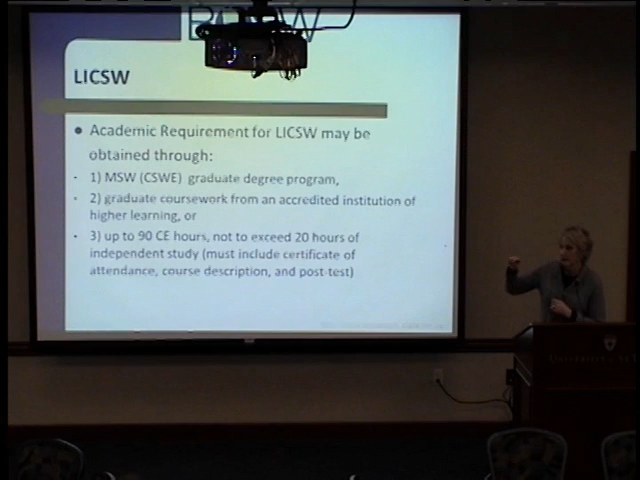 LICSW
• Academic Requirement for LICSW may be
obtained through:
• 1) MSW (CSWE) graduate degree program,
• 2) graduate coursework from an accredited institution of
higher learning, or
• 3) up to 90 CE hours, not to exceed 20 hours of
independent study (must include certificate of
attendance, course description, and post-test)
UNIVERSITY